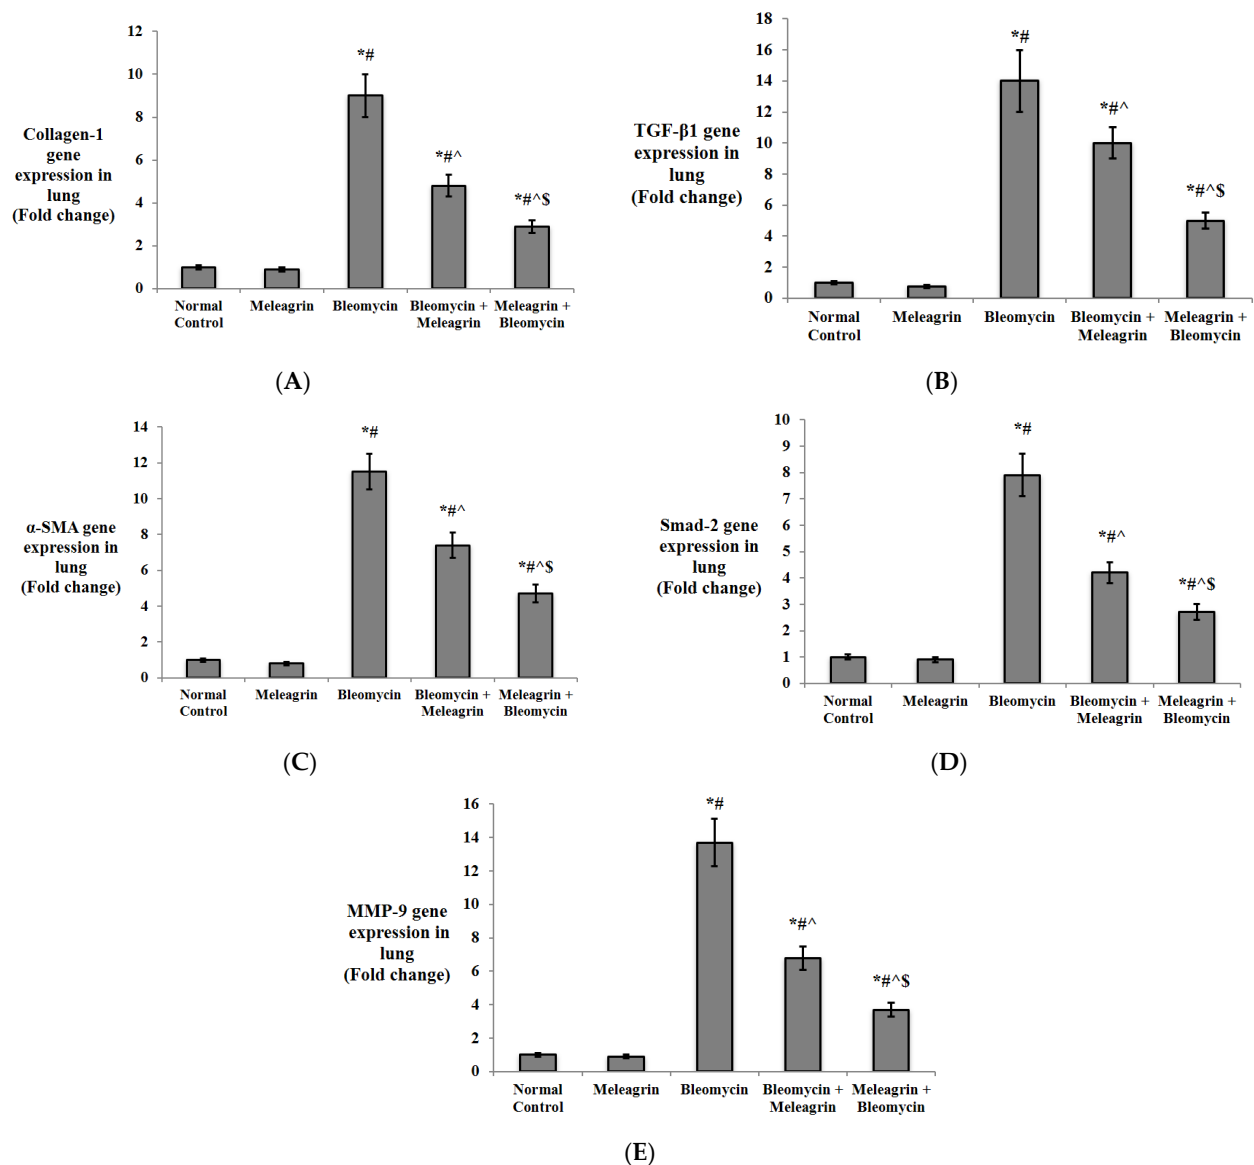 12
10
8
6
4
2
0
Collagen-1
gene
expression in
lung
(Fold change)
*#
*#^
*#^$
Normal
Control
Meleagrin
Bleomycin
Bleomycin +
Meleagrin
Meleagrin +
Bleomycin
(A)
18
16
14
12
10
8
6
4
2
0
TGF-β1 gene
expression in
lung
(Fold change)
*#
*#^
*#^$
Normal
Control
Meleagrin
Bleomycin
Bleomycin +
Meleagrin
Meleagrin +
Bleomycin
(B)
14
12
10
8
6
4
2
0
α-SMA gene
expression in
lung
(Fold change)
*#
*#^
*#^$
Normal
Control
Meleagrin
Bleomycin
Bleomycin +
Meleagrin
Meleagrin +
Bleomycin
(C)
10
9
8
7
6
5
4
3
2
1
0
Smad-2 gene
expression in
lung
(Fold change)
*#
*#^
*#^$
Normal
Control
Meleagrin
Bleomycin
Bleomycin +
Meleagrin
Meleagrin +
Bleomycin
(D)
16
14
12
10
8
6
4
2
0
MMP-9 gene
expression in
lung
(Fold change)
*#
*#^
*#^$
Normal
Control
Meleagrin
Bleomycin
Bleomycin +
Meleagrin
Meleagrin +
Bleomycin
(E)